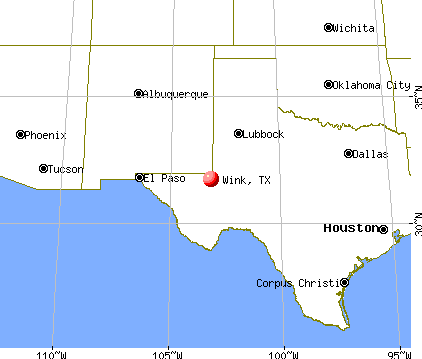 Wichita
Oklahoma City
Albuquerque
35°N
Phoenix
Lubbock
Dallas
Tucson
El Paso
Wink, TX
30°N
Houston
Corpus Christi
110°W
105°W
100°W
95°W